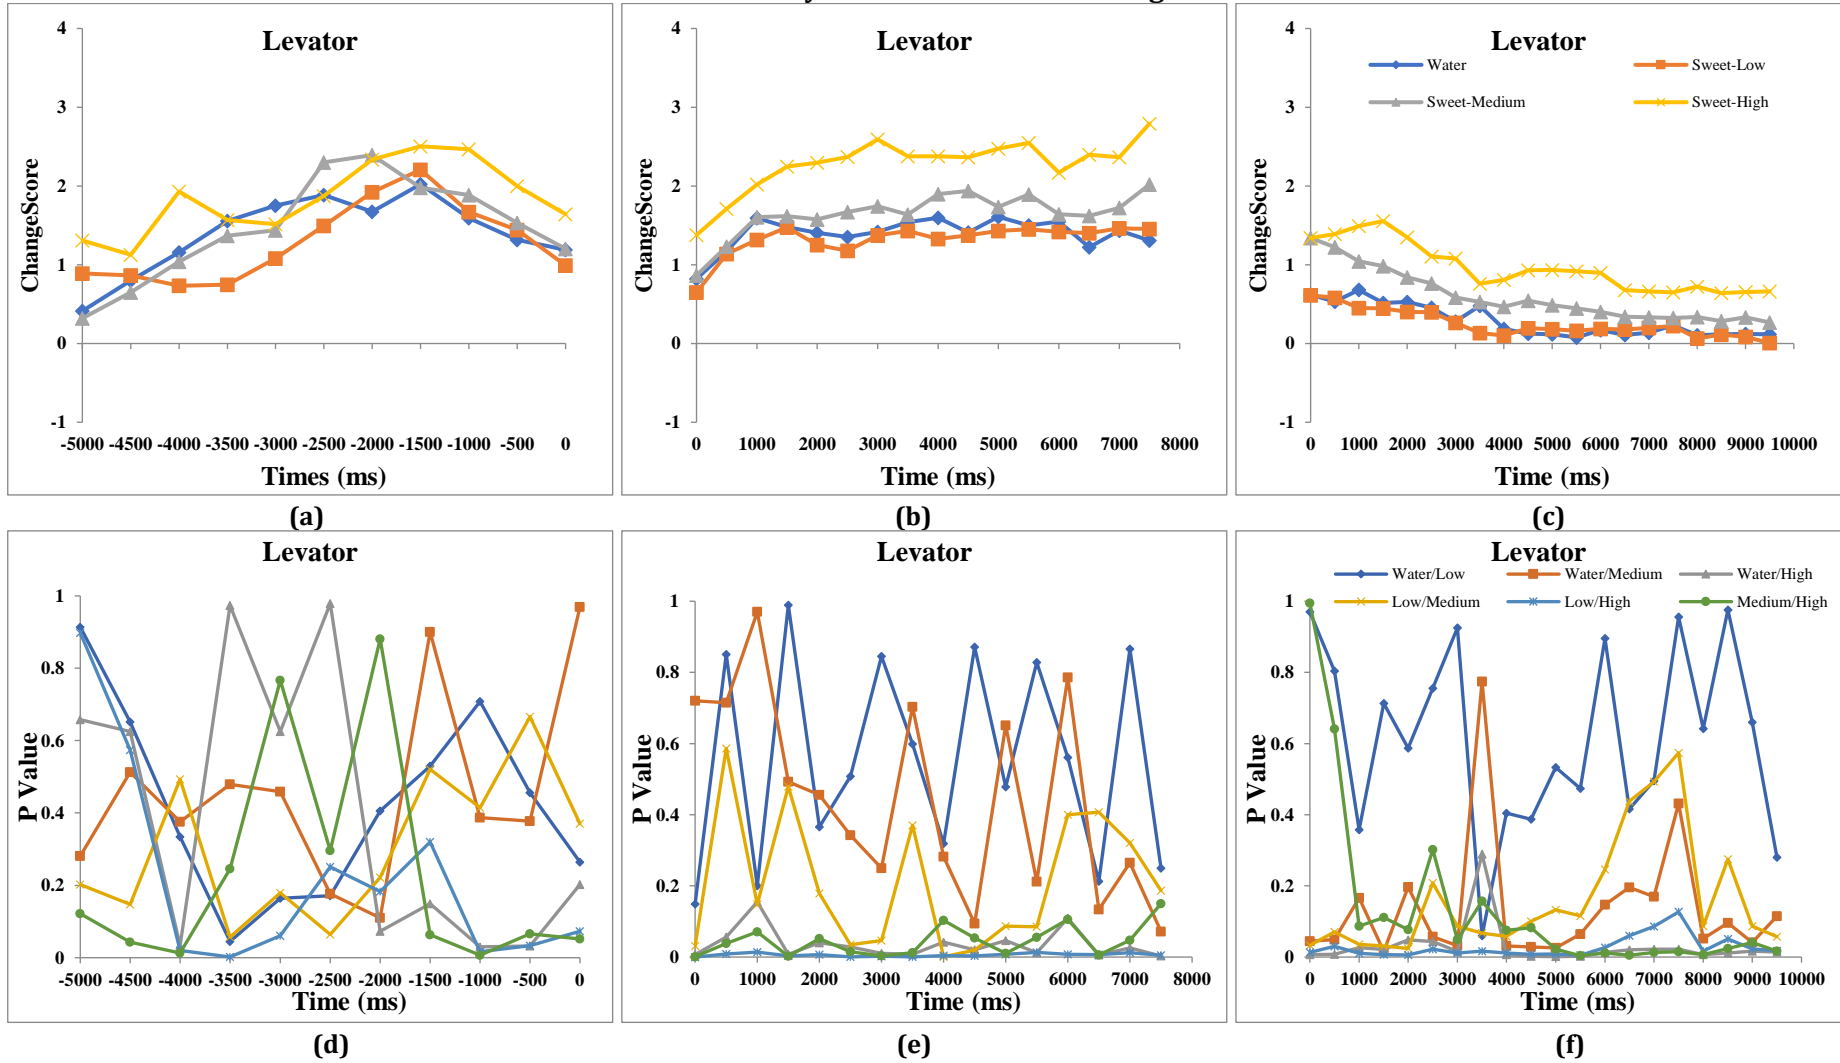 Levator
4
3
2
1
0
-1
ChangeScore
-5000 -4500 -4000 -3500 -3000 -2500 -2000 -1500 -1000 -500 0
Times (ms)
(a)
Levator
4
3
2
1
0
-1
ChangeScore
0 1000 2000 3000 4000 5000 6000 7000 8000
Time (ms)
(b)
Levator
Water Sweet-Low
Sweet-Medium Sweet-High
4
3
2
1
0
-1
ChangeScore
0 1000 2000 3000 4000 5000 6000 7000 8000 9000 10000
Time (ms)
(c)
Levator
1
0.8
0.6
0.4
0.2
0
P Value
-5000 -4500 -4000 -3500 -3000 -2500 -2000 -1500 -1000 -500 0
Time (ms)
(d)
Levator
1
0.8
0.6
0.4
0.2
0
P Value
0 1000 2000 3000 4000 5000 6000 7000 8000
Time (ms)
(e)
Levator
Water/Low Water/Medium Water/High
Low/Medium Low/High Medium/High
1
0.8
0.6
0.4
0.2
0
P Value
0 1000 2000 3000 4000 5000 6000 7000 8000 9000 10000
Time (ms)
(f)